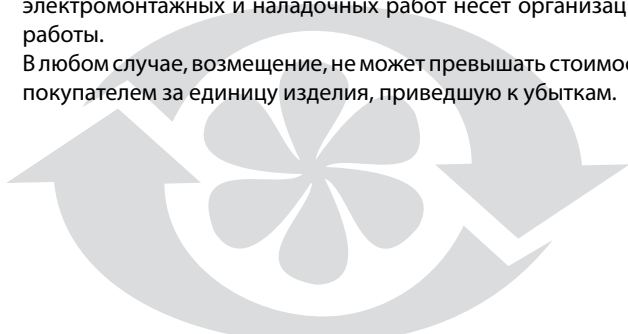 электромонтажных и наладочных работ несет организац
работы.
В любом случае, возмещение, не может превышать стоимос
покупателем за единицу изделия, приведшую к убыткам.